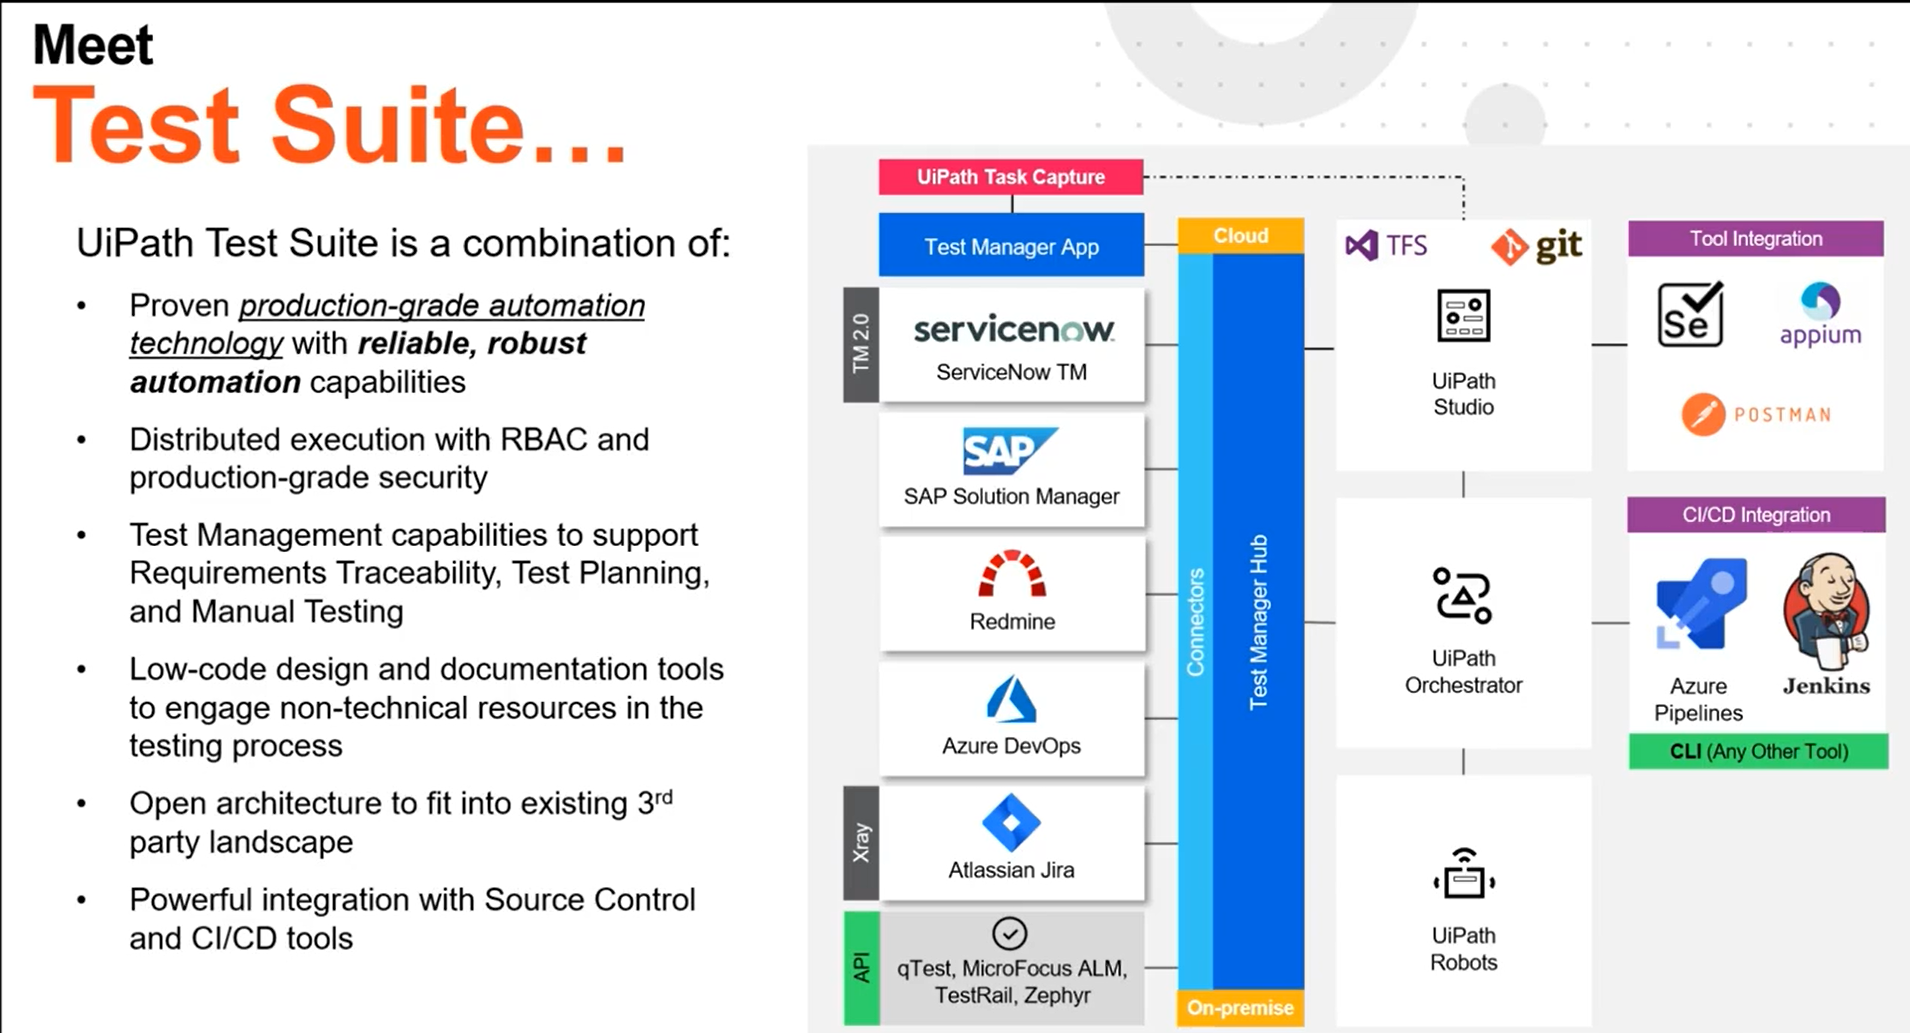 Meet
Test Suite…
UiPath Test Suite is a combination of:
• Proven production-grade automation
technology with reliable, robust
automation capabilities
• Distributed execution with RBAC and
production-grade security
• Test Management capabilities to support
Requirements Traceability, Test Planning,
and Manual Testing
• Low-code design and documentation tools
to engage non-technical resources in the
testing process
• Open architecture to fit into existing 3rd
party landscape
• Powerful integration with Source Control
and CI/CD tools
UiPath Task Capture
Test Manager App
TM 2.0
servicenow
ServiceNow TM
SAP
SAP Solution Manager
Redmine
Azure DevOps
Xray
Atlassian Jira
API
qTest, MicroFocus ALM,
TestRail, Zephyr
Cloud
Connectors
Test Manager Hub
On-premise
TFS
git
UiPath
Studio
UiPath
Orchestrator
UiPath
Robots
Tool Integration
Se
appium
POSTMAN
CI/CD Integration
Azure
Pipelines
Jenkins
CLI (Any Other Tool)